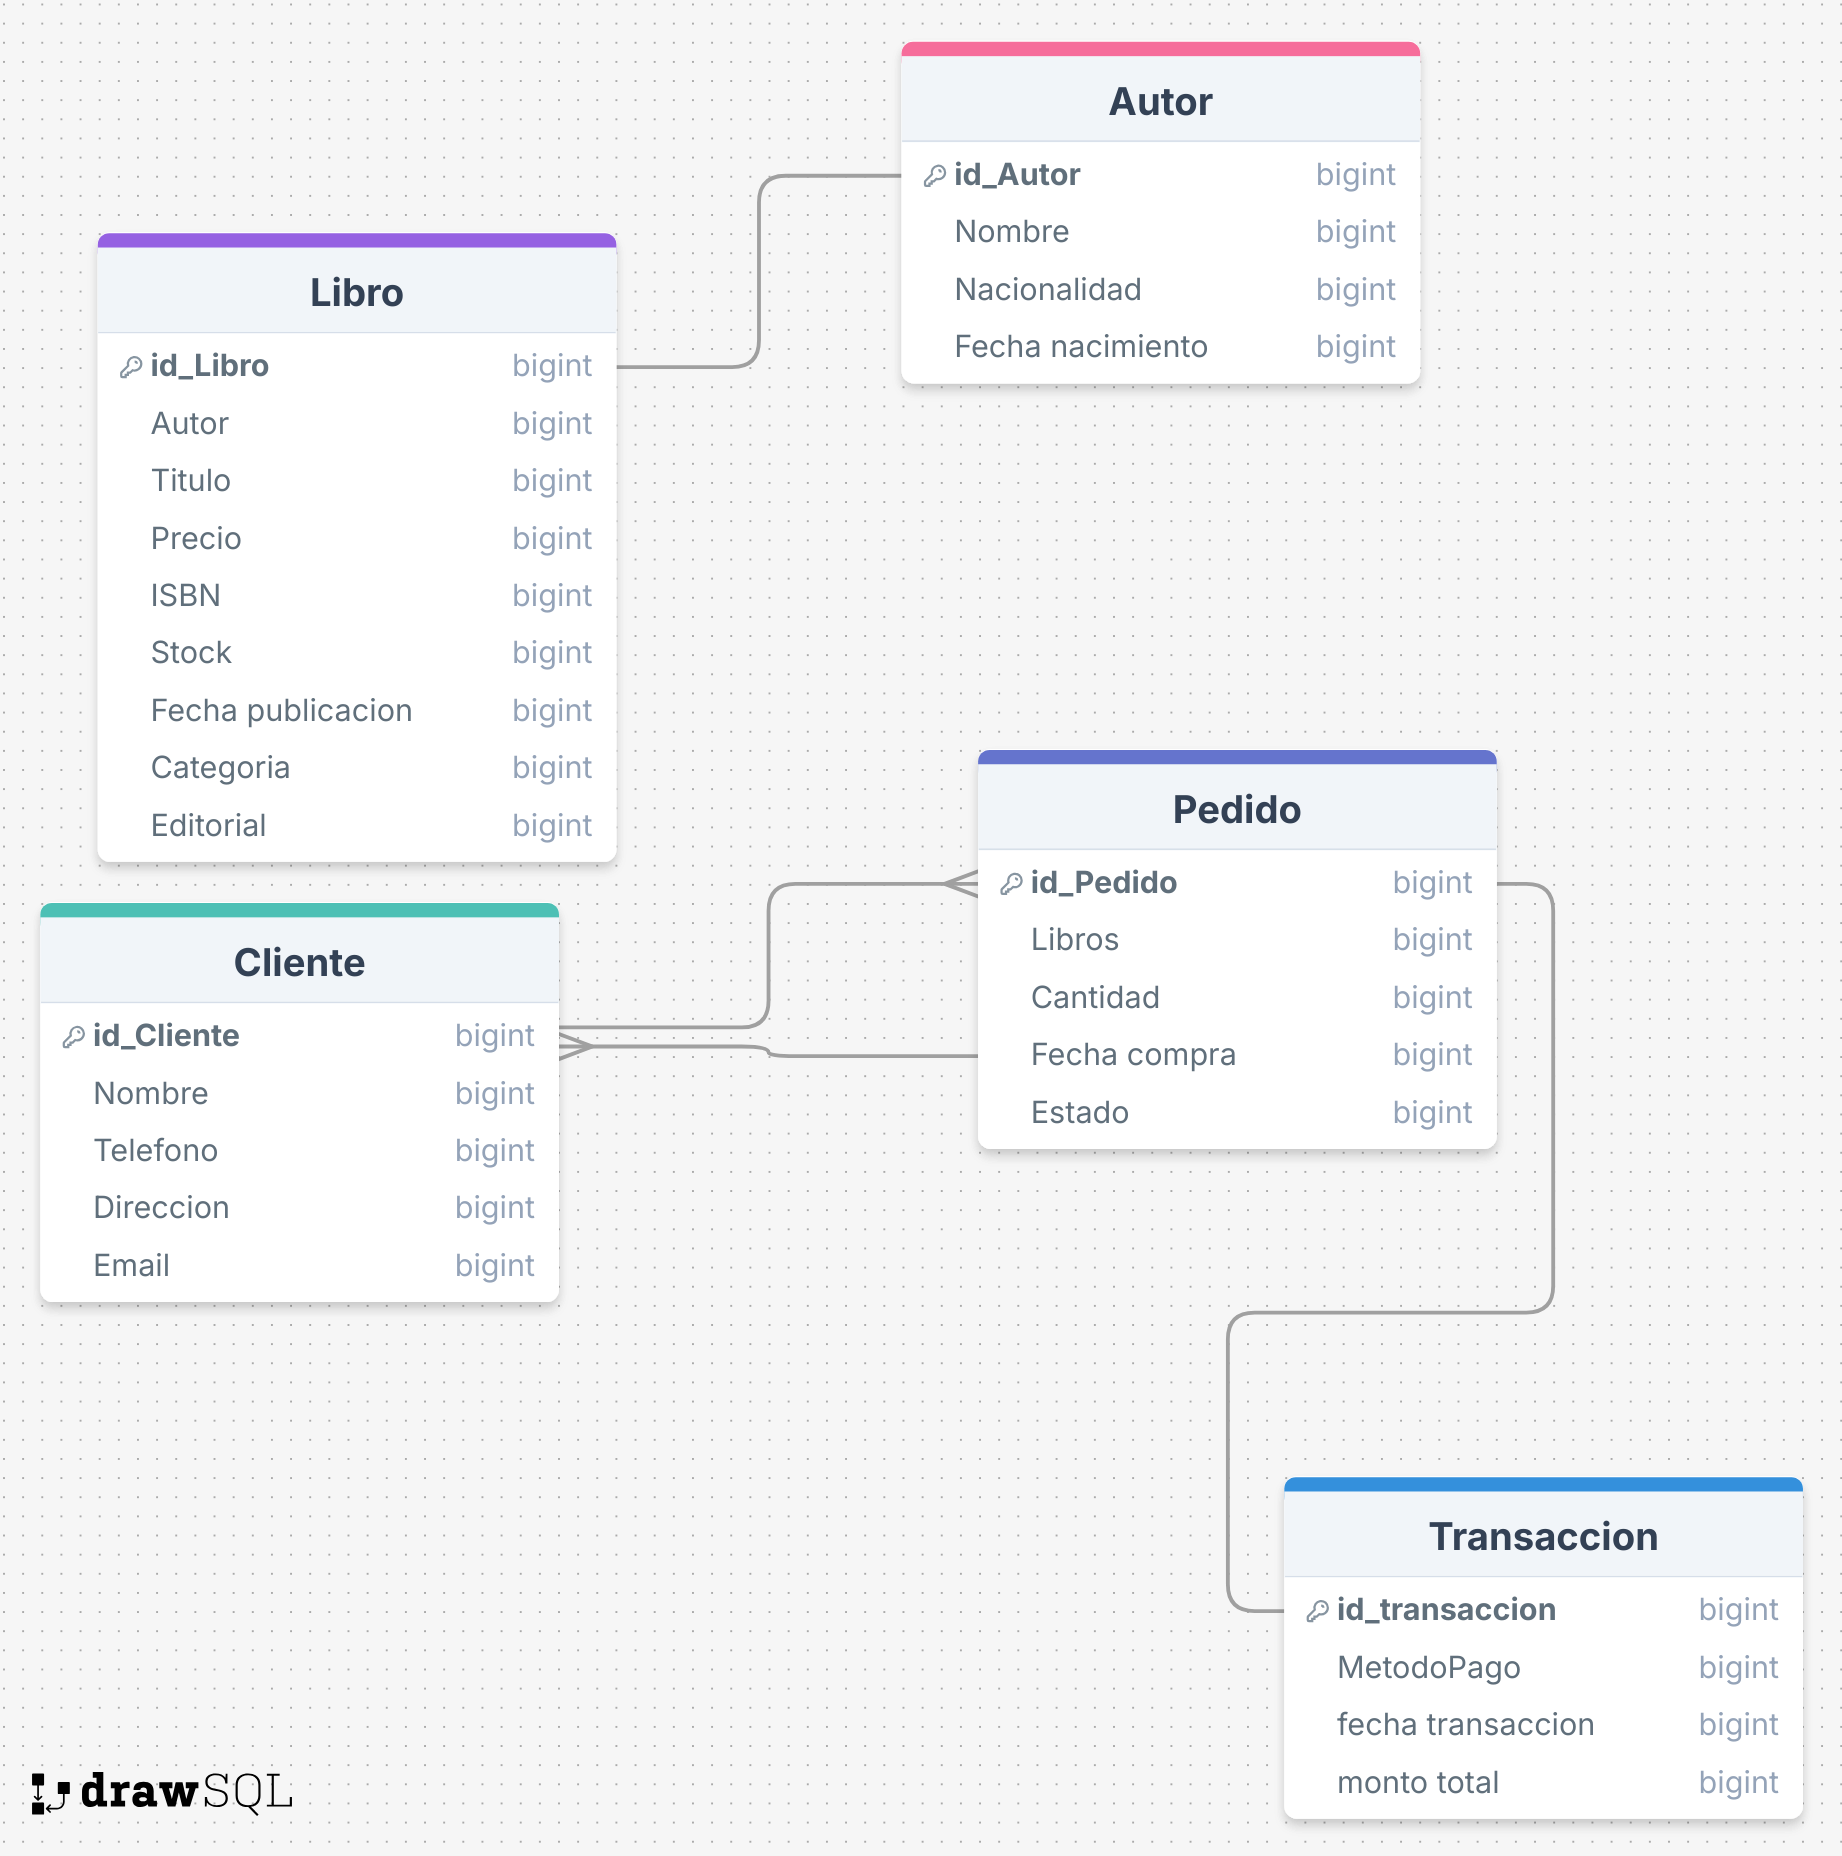 Autor
id_Autor bigint
Nombre bigint
Nacionalidad bigint
Fecha nacimiento bigint
Libro
id_Libro bigint
Autor bigint
Titulo bigint
Precio bigint
ISBN bigint
Stock bigint
Fecha publicacion bigint
Categoria bigint
Editorial bigint
Pedido
id_Pedido bigint
Libros bigint
Cantidad bigint
Fecha compra bigint
Estado bigint
Cliente
id_Cliente bigint
Nombre bigint
Telefono bigint
Direccion bigint
Email bigint
Transaccion
id_transaccion bigint
MetodoPago bigint
fecha transaccion bigint
monto total bigint
drawSQL